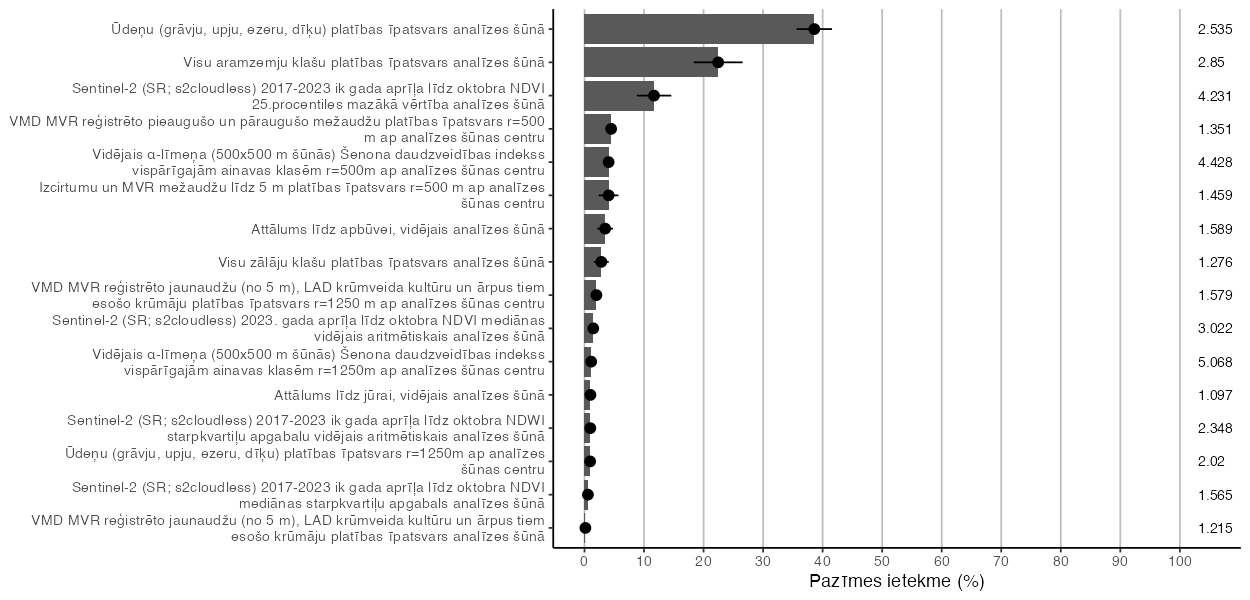 Ūdeņu (grāvju, upju, ezeru, dīķu) platības īpatsvars analīzes šūnā 2.535
Visu aramzemju klašu platības īpatsvars analīzes šūnā 2.85
Sentinel-2 (SR; s2cloudless) 2017-2023 ik gada aprīļa līdz oktobra NDVI
25.procentiles mazākā vērtība analīzes šūnā 4.231
VMD MVR reģistrēto pieaugušo un pāraugušo mežaudžu platības īpatsvars r=500
m ap analīzes šūnas centru 1.351
Vidējais α-līmeņa (500x500 m šūnās) Šenona daudzveidības indekss
vispārīgajām ainavas klasēm r=500m ap analīzes šūnas centru 4.428
Izcirtumu un MVR mežaudžu līdz 5 m platības īpatsvars r=500 m ap analīzes
šūnas centru 1.459
Attālums līdz apbūvei, vidējais analīzes šūnā 1.589
Visu zālāju klašu platības īpatsvars analīzes šūnā 1.276
VMD MVR reģistrēto jaunaudžu (no 5 m), LAD krūmveida kultūru un ārpus tiem
esošo krūmāju platības īpatsvars r=1250 m ap analīzes šūnas centru 1.579
Sentinel-2 (SR; s2cloudless) 2023. gada aprīļa līdz oktobra NDVI mediānas
vidējais aritmētiskais analīzes šūnā 3.022
Vidējais α-līmeņa (500x500 m šūnās) Šenona daudzveidības indekss
vispārīgajām ainavas klasēm r=1250m ap analīzes šūnas centru 5.068
Attālums līdz jūrai, vidējais analīzes šūnā 1.097
Sentinel-2 (SR; s2cloudless) 2017-2023 ik gada aprīļa līdz oktobra NDWI
starpkvartiļu apgabalu vidējais aritmētiskais analīzes šūnā 2.348
Ūdeņu (grāvju, upju, ezeru, dīķu) platības īpatsvars r=1250m ap analīzes
šūnas centru 2.02
Sentinel-2 (SR; s2cloudless) 2017-2023 ik gada aprīļa līdz oktobra NDVI
mediānas starpkvartiļu apgabals analīzes šūnā 1.565
VMD MVR reģistrēto jaunaudžu (no 5 m), LAD krūmveida kultūru un ārpus tiem
esošo krūmāju platības īpatsvars analīzes šūnā 1.215
0 10 20 30 40 50 60 70 80 90 100
Pazīmes ietekme (%)